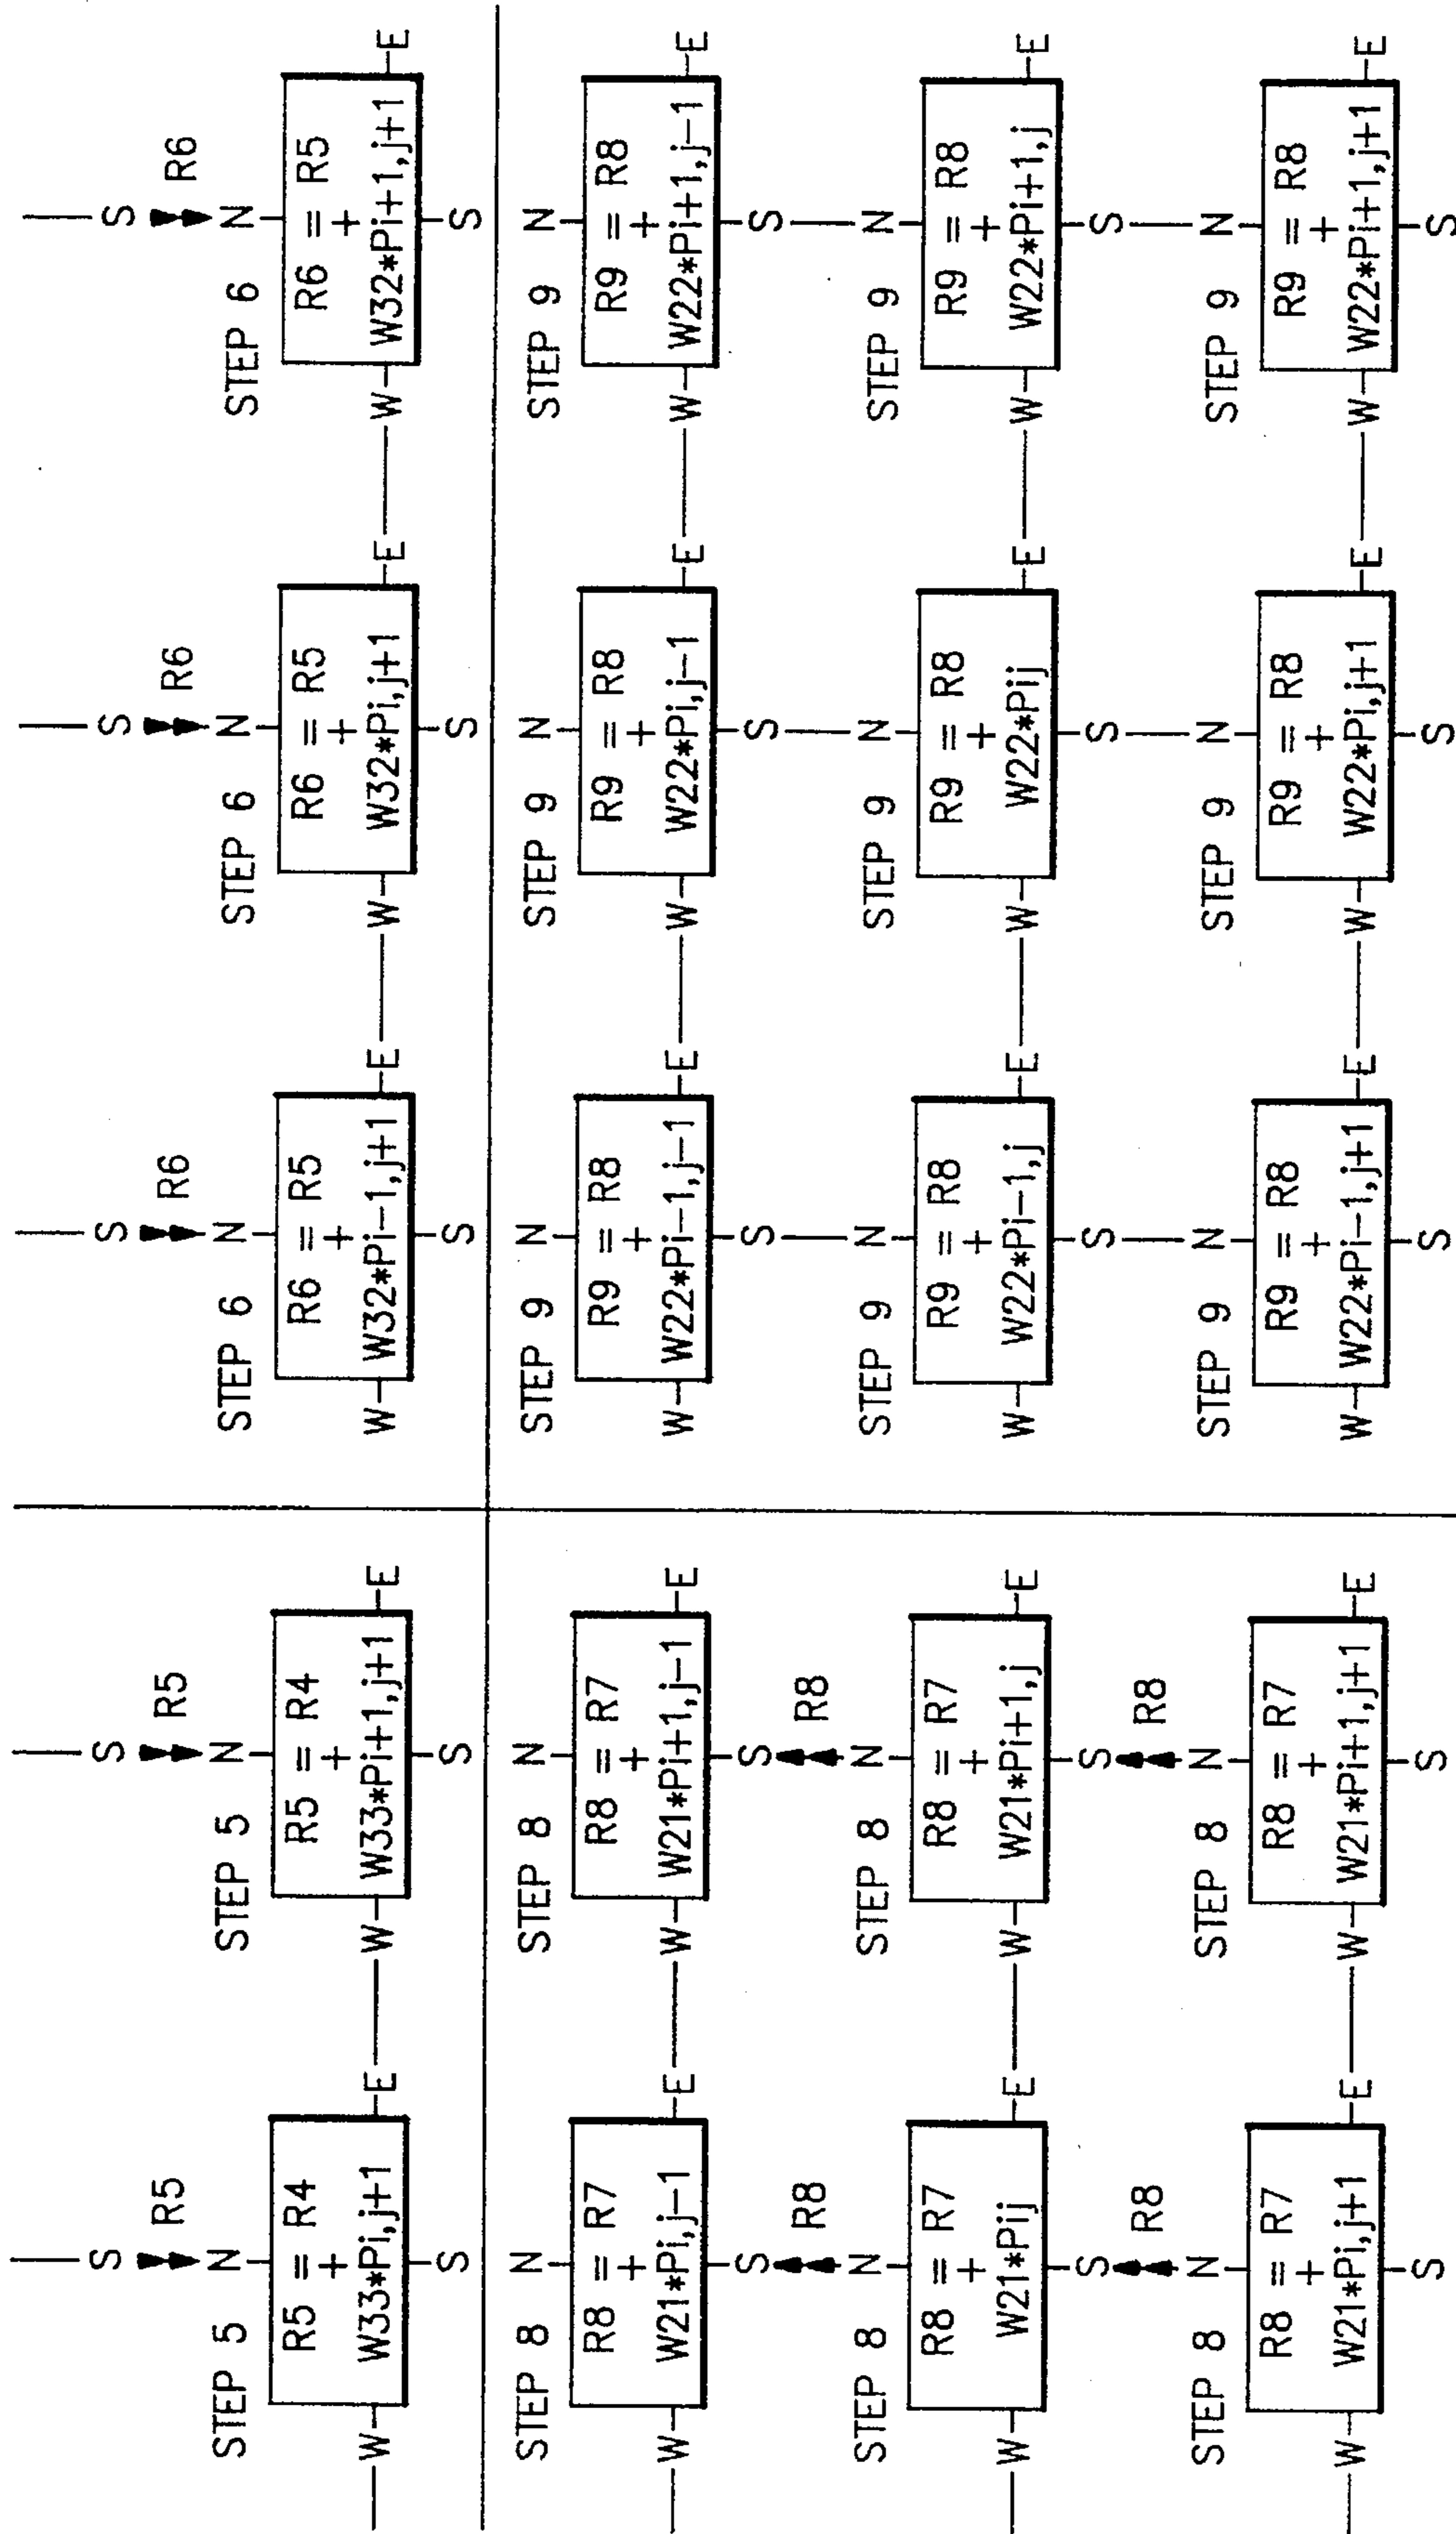 S S S S S
R5 R5 R6 R6 R6
STEP 5 N STEP 5 N STEP 6 N STEP 6 N STEP 6 N
R5 = R4 R5 = R4 R6 = R5 R6 = R5 R6 = R5
+ + + + +
W W33*Pi,j+1 E W W33*Pi+1,j+1 E W W32*Pi-1,j+1 E W W32*Pi,j+1 E W W32*Pi+1,j+1 E
S S S S S
STEP 8 N STEP 8 N STEP 9 N STEP 9 N STEP 9 N
R8 = R7 R8 = R7 R9 = R8 R9 = R8 R9 = R8
+ + + + +
W W21*Pi,j-1 E W W21*Pi+1,j-1 E W W22*Pi-1,j-1 E W W22*Pi,j-1 E W W22*Pi+1,j-1 E
S S S S S
R8 R8
STEP 8 N STEP 8 N STEP 9 N STEP 9 N STEP 9 N
R8 = R7 R8 = R7 R9 = R8 R9 = R8 R9 = R8
+ + + + +
W W21*Pij E W W21*Pi+1,j E W W22*Pi-1,j E W W22*Pij E W W22*Pi+1,j E
S S S S S
R8 R8
STEP 8 N STEP 8 N STEP 9 N STEP 9 N STEP 9 N
R8 = R7 R8 = R7 R9 = R8 R9 = R8 R9 = R8
+ + + + +
W W21*Pi,j+1 E W W21*Pi+1,j+1 E W W22*Pi-1,j+1 E W W22*Pi,j+1 E W W22*Pi+1,j+1 E
S S S S S